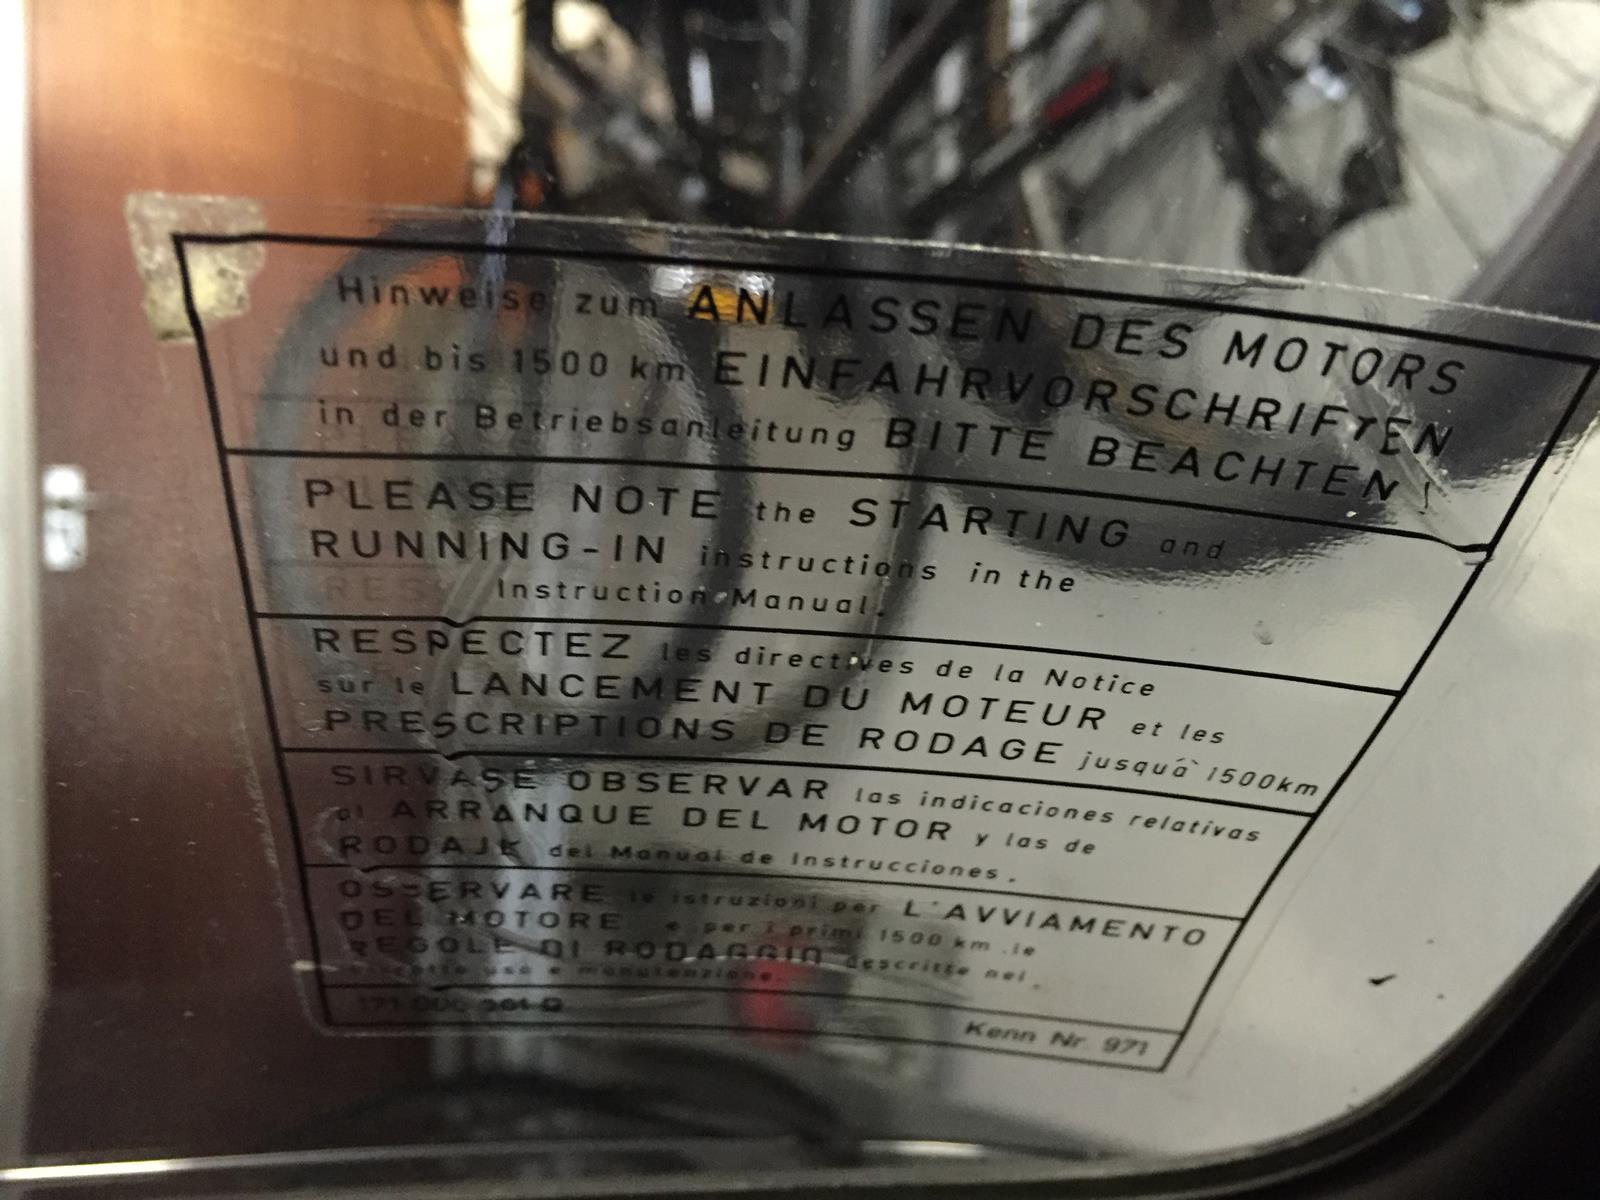 Hinweise zum ANLASSEN DES MOTORS
und bis 1500 km EINFAHRVORSCHRIFTEN
in der Betriebsanleitung BITTE BEACHTEN!
PLEASE NOTE the STARTING and
RUNNING-IN instructions in the
Instruction Manual.
RESPECTEZ les directives de la Notice
sur le LANCEMENT DU MOTEUR et les
PRESCRIPTIONS DE RODAGE jusquà 1500km
SIRVASE OBSERVAR las indicaciones relativas
al ARRANQUE DEL MOTOR y las de
RODAJE del Manual de Instrucciones.
OSSERVARE le istruzioni per L'AVVIAMENTO
DEL MOTORE e per i primi 1500 km .le
REGOLE DI RODAGGIO descritte nel.
uso e manutenzione.
Kenn Nr. 971